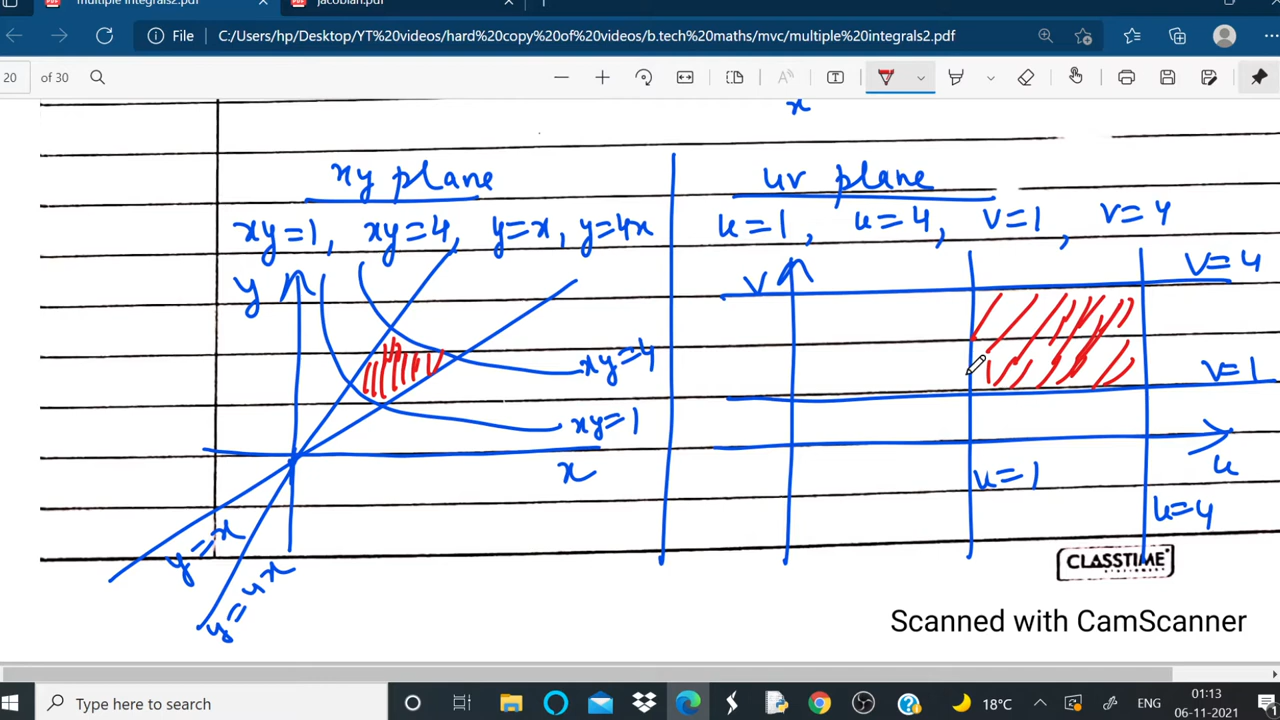 multiple integrals2.pdf
jacobian.pdf
File C:/Users/hp/Desktop/YT%20videos/hard%20copy%20of%20videos/b.tech%20maths/mvc/multiple%20integrals2.pdf
20 of 30
x
xy plane
uv plane
xy=1, xy=4, y=x, y=4x
u=1, u=4, v=1, v=4
y
v
v=4
xy=4
v=1
xy=1
x
u
u=1
u=4
y=x
y=4x
CLASSTIME
Scanned with CamScanner
Type here to search
18°C
ENG
01:13
06-11-2021